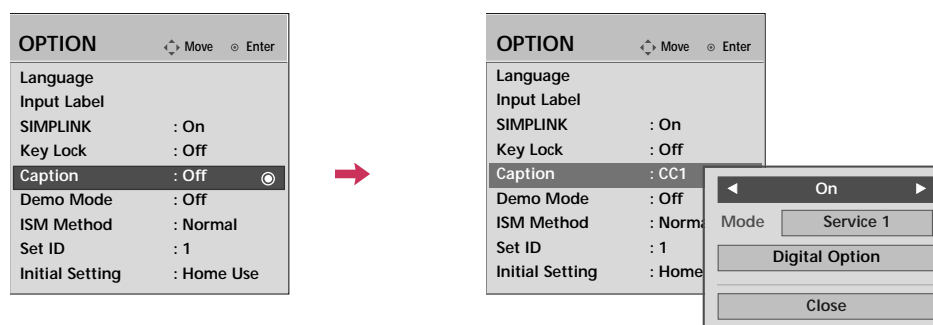 OPTION Move Enter
Language
Input Label
SIMPLINK : On
Key Lock : Off
Caption : Off
Demo Mode : Off
ISM Method : Normal
Set ID : 1
Initial Setting : Home Use
OPTION Move Enter
Language
Input Label
SIMPLINK : On
Key Lock : Off
Caption : CC1
Demo Mode : Off
ISM Method : Norma
Set ID : 1
Initial Setting : Home
On
Mode Service 1
Digital Option
Close